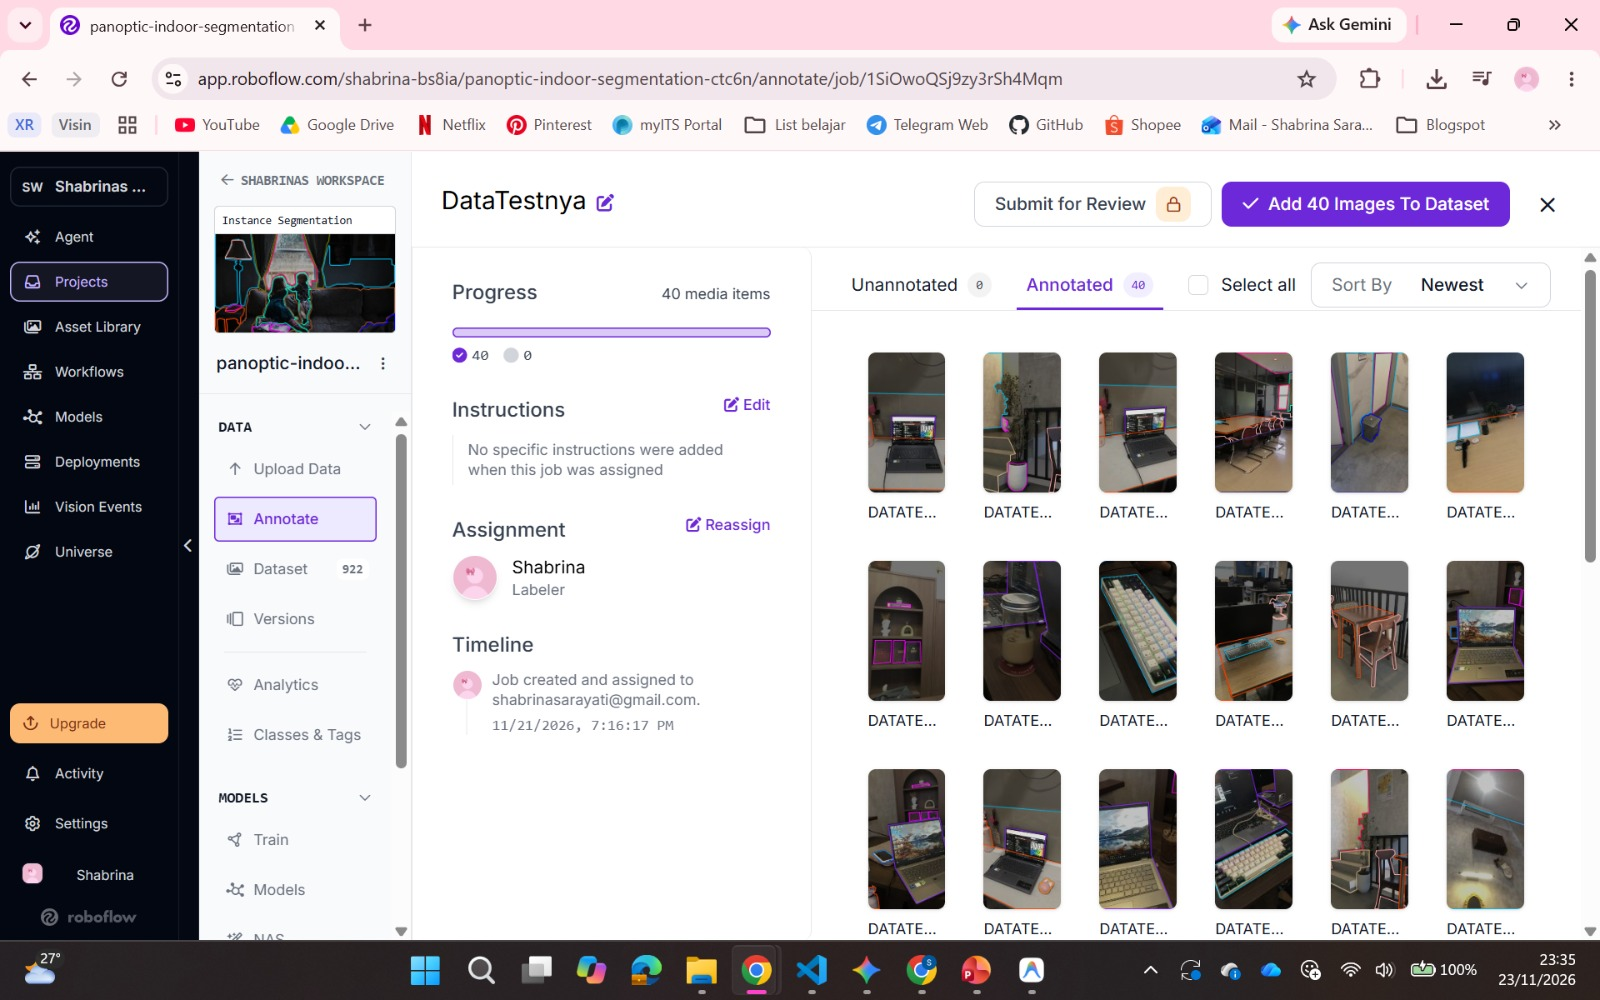 panoptic-indoor-segmentation
Ask Gemini
app.roboflow.com/shabrina-bs8ia/panoptic-indoor-segmentation-ctc6n/annotate/job/1SiOwoQSj9zy3rSh4Mqm
XR
Visin
YouTube
Google Drive
Netflix
Pinterest
myITS Portal
List belajar
Telegram Web
GitHub
Shopee
Mail - Shabrina Sara...
Blogspot
SW Shabrinas ...
Agent
Projects
Asset Library
Workflows
Models
Deployments
Vision Events
Universe
Upgrade
Activity
Settings
Shabrina
roboflow
SHABRINAS WORKSPACE
Instance Segmentation
panoptic-indoo...
DATA
Upload Data
Annotate
Dataset 922
Versions
Analytics
Classes & Tags
MODELS
Train
Models
NAS
DataTestnya
Submit for Review
Add 40 Images To Dataset
Progress
40 media items
40 0
Instructions
Edit
No specific instructions were added
when this job was assigned
Assignment
Reassign
Shabrina
Labeler
Timeline
Job created and assigned to
shabrinasarayati@gmail.com.
11/21/2026, 7:16:17 PM
Unannotated 0
Annotated 40
Select all
Sort By Newest
DATATE... DATATE... DATATE... DATATE... DATATE... DATATE...
DATATE... DATATE... DATATE... DATATE... DATATE... DATATE...
DATATE... DATATE... DATATE... DATATE... DATATE... DATATE...
27°
100%
23:35
23/11/2026